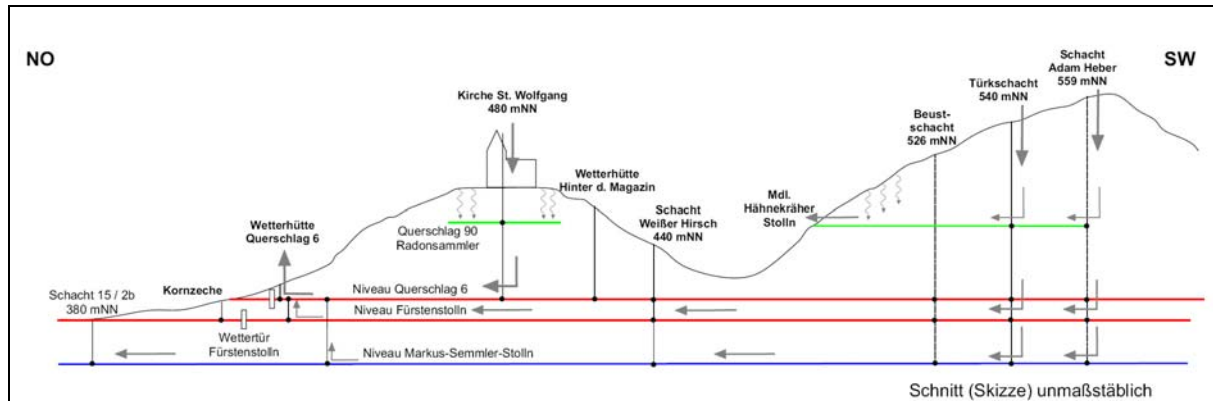 NO
SW
Schacht
Adam Heber
559 mNN
Türkschacht
540 mNN
Beust-
schacht
526 mNN
Kirche St. Wolfgang
480 mNN
Wetterhütte
Hinter d. Magazin
Mdl.
Hähnekräher
Stolln
Schacht
Weißer Hirsch
440 mNN
Wetterhütte
Querschlag 6
Querschlag 90
Radonsammler
Schacht 15 / 2b
380 mNN
Kornzeche
Niveau Querschlag 6
Niveau Fürstenstolln
Wettertür
Fürstenstolln
Niveau Markus-Semmler-Stolln
Schnitt (Skizze) unmaßstäblich